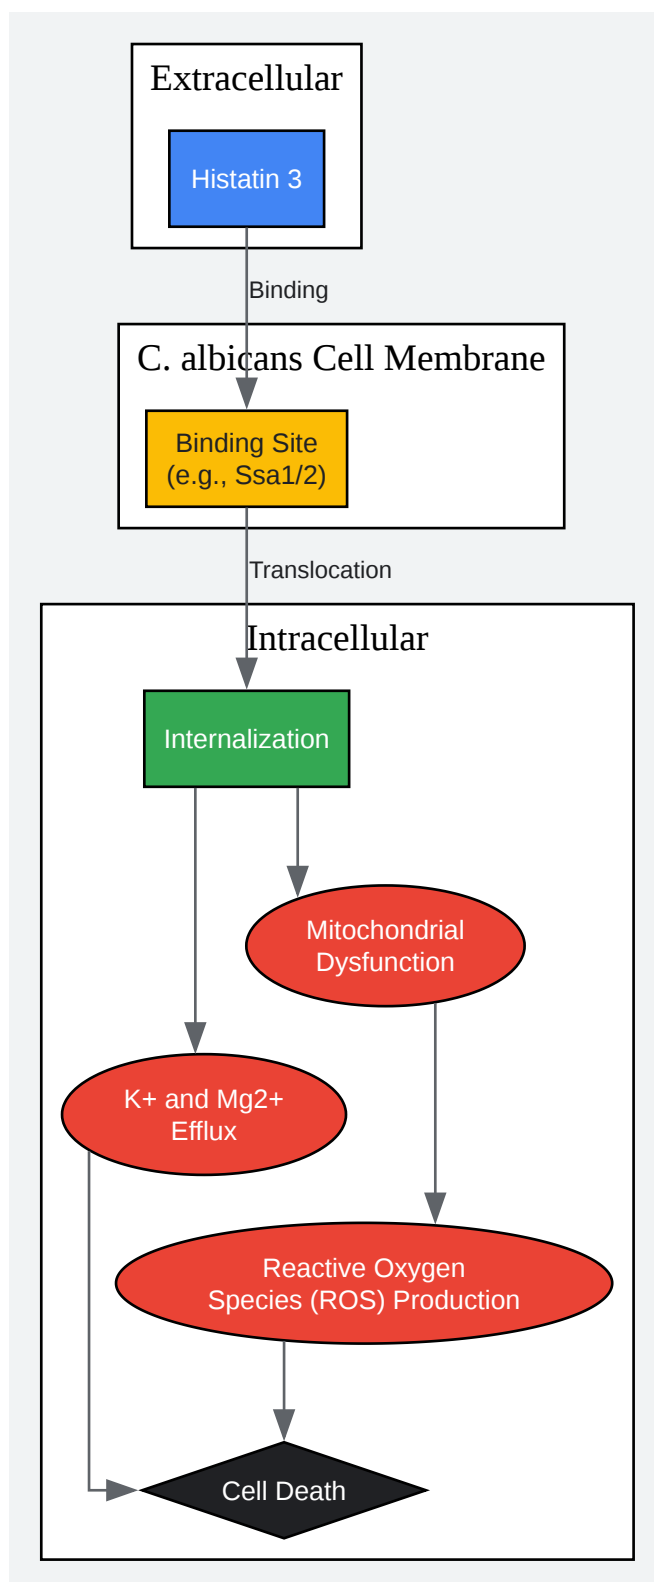 Extracellular
Histatin 3
Binding
C. albicans Cell Membrane
Binding Site
(e.g., Ssa1/2)
Translocation
Intracellular
Internalization
Mitochondrial
Dysfunction
K+ and Mg2+
Efflux
Reactive Oxygen
Species (ROS) Production
Cell Death